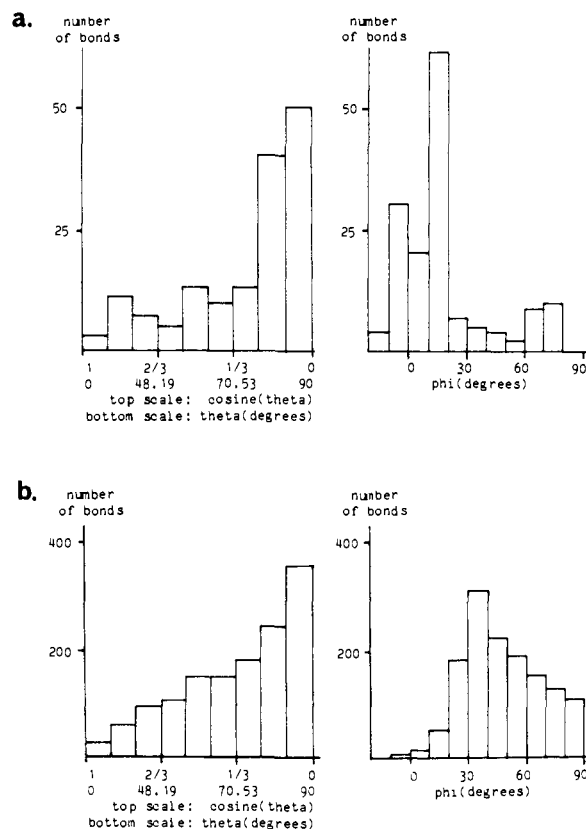 a.
number
of bonds
number
of bonds
50
50
25
25
1 2/3 1/3 0
0 48.19 70.53 90
top scale: cosine(theta)
bottom scale: theta(degrees)
0 30 60 90
phi(degrees)
b.
number
of bonds
number
of bonds
400
400
200
200
1 2/3 1/3 0
0 48.19 70.53 90
top scale: cosine(theta)
bottom scale: theta(degrees)
0 30 60 90
phi(degrees)